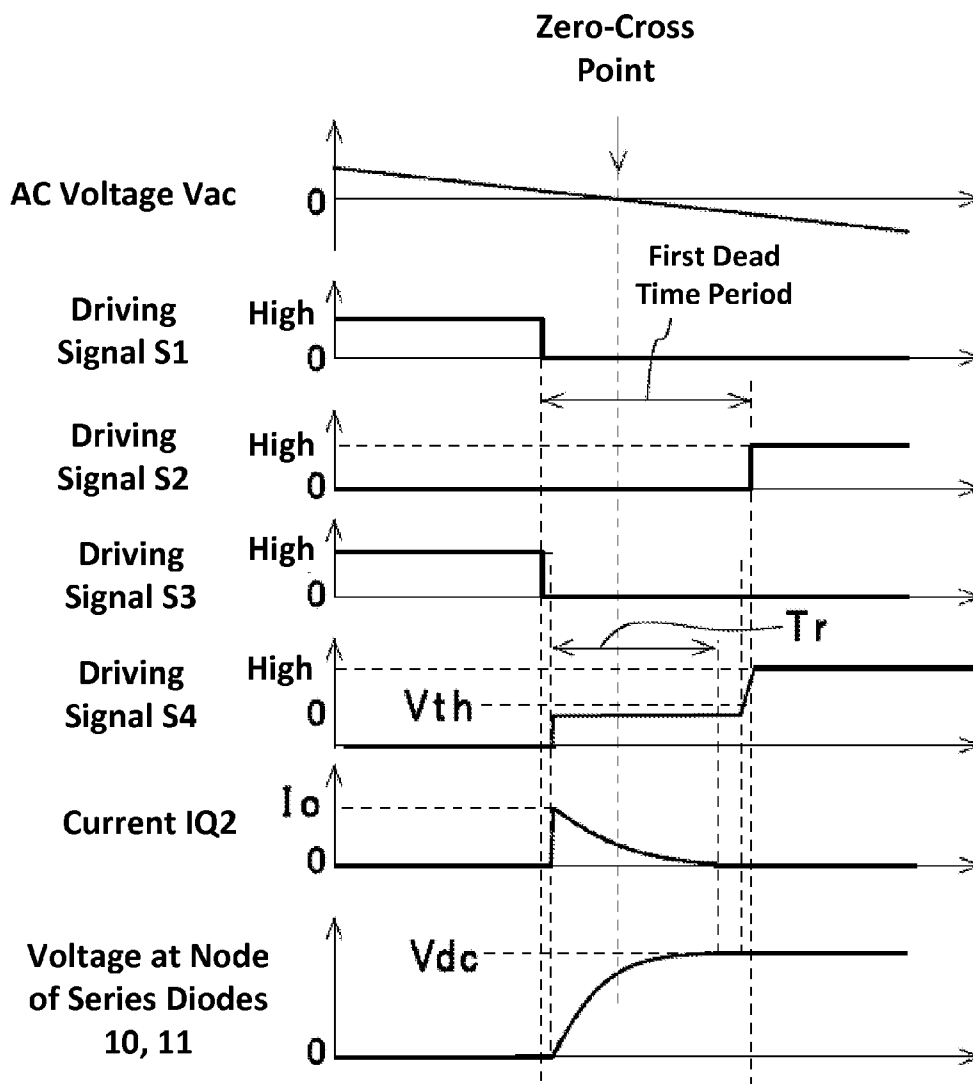 Zero-Cross
Point
AC Voltage Vac
0
First Dead
Time Period
Driving
Signal S1
High
0
Driving
Signal S2
High
0
Driving
Signal S3
High
0
Tr
Driving
Signal S4
High
0
Vth
Current IQ2
Io
0
Voltage at Node
of Series Diodes
10, 11
Vdc
0